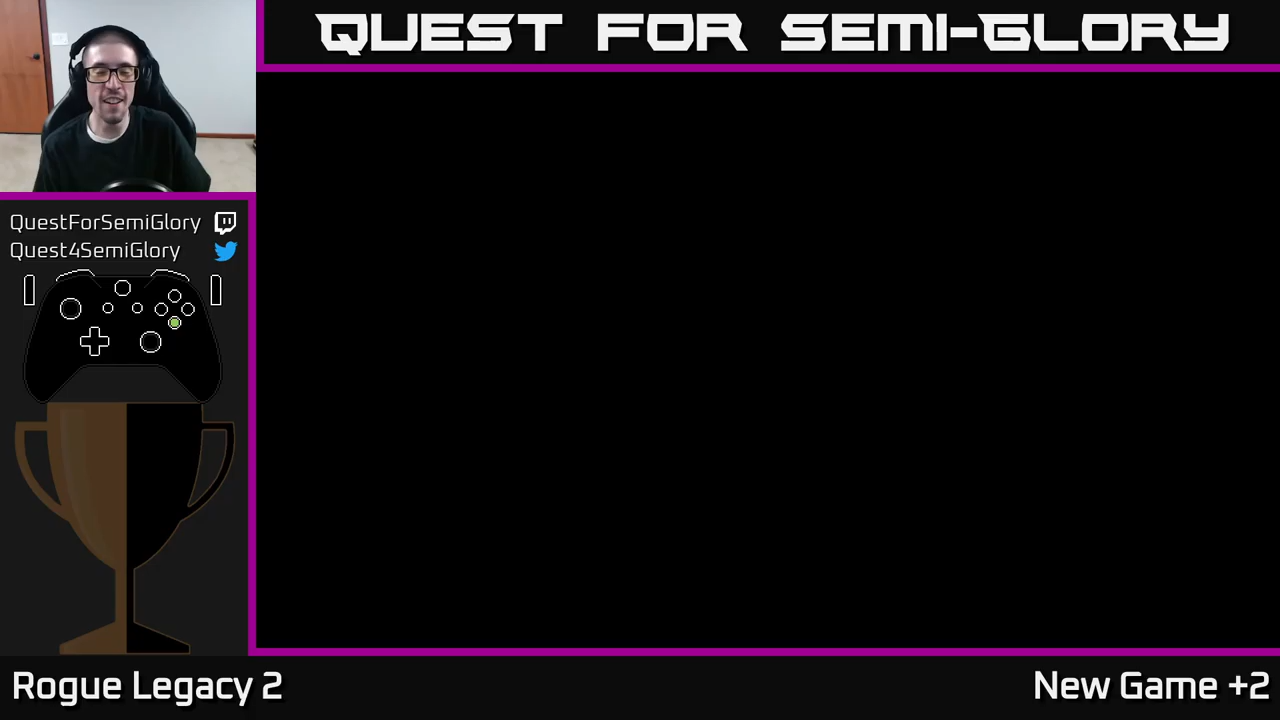 QUEST FOR SEMI-GLORY
QuestForSemiGlory
Quest4SemiGlory
Rogue Legacy 2
New Game +2